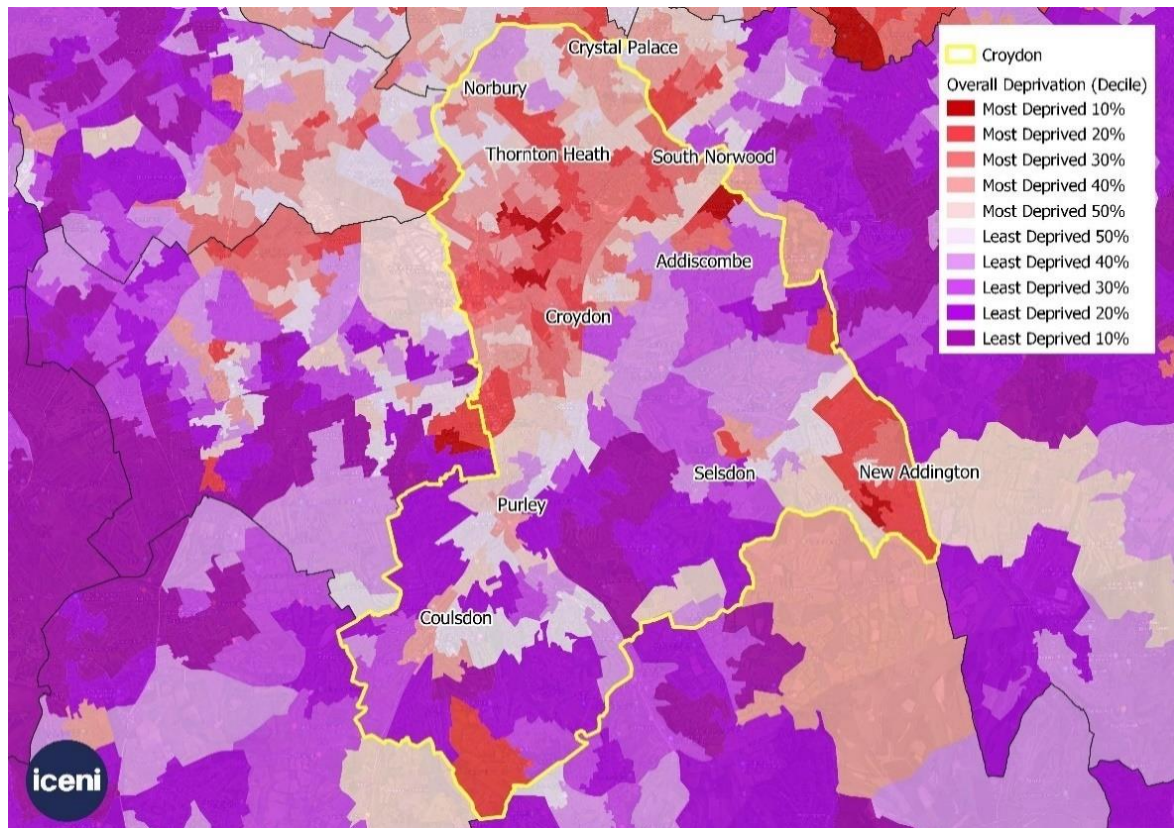 Crystal Palace
Norbury
Thornton Heath
South Norwood
Addiscombe
Croydon
Selsdon
New Addington
Purley
Coulsdon
Croydon
Overall Deprivation (Decile)
Most Deprived 10%
Most Deprived 20%
Most Deprived 30%
Most Deprived 40%
Most Deprived 50%
Least Deprived 50%
Least Deprived 40%
Least Deprived 30%
Least Deprived 20%
Least Deprived 10%
iceni